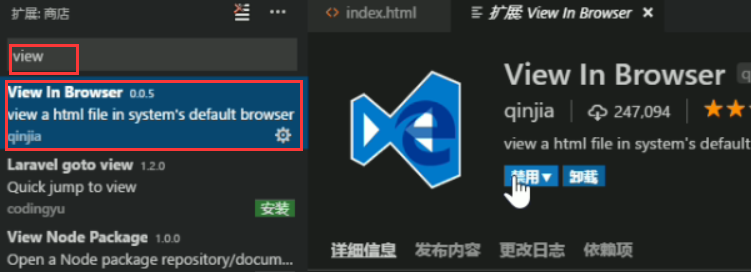 扩展: 商店
view
View In Browser 0.0.5
view a html file in system's default browser
qinjia
Laravel goto view 1.2.0
Quick jump to view
codingyu 安装
View Node Package 1.0.0
Open a Node package repository/docum...
index.html
扩展: View In Browser
View In Browser
qinjia 247,094
view a html file in system's default
禁用 卸载
详细信息 发布内容 更改日志 依赖项